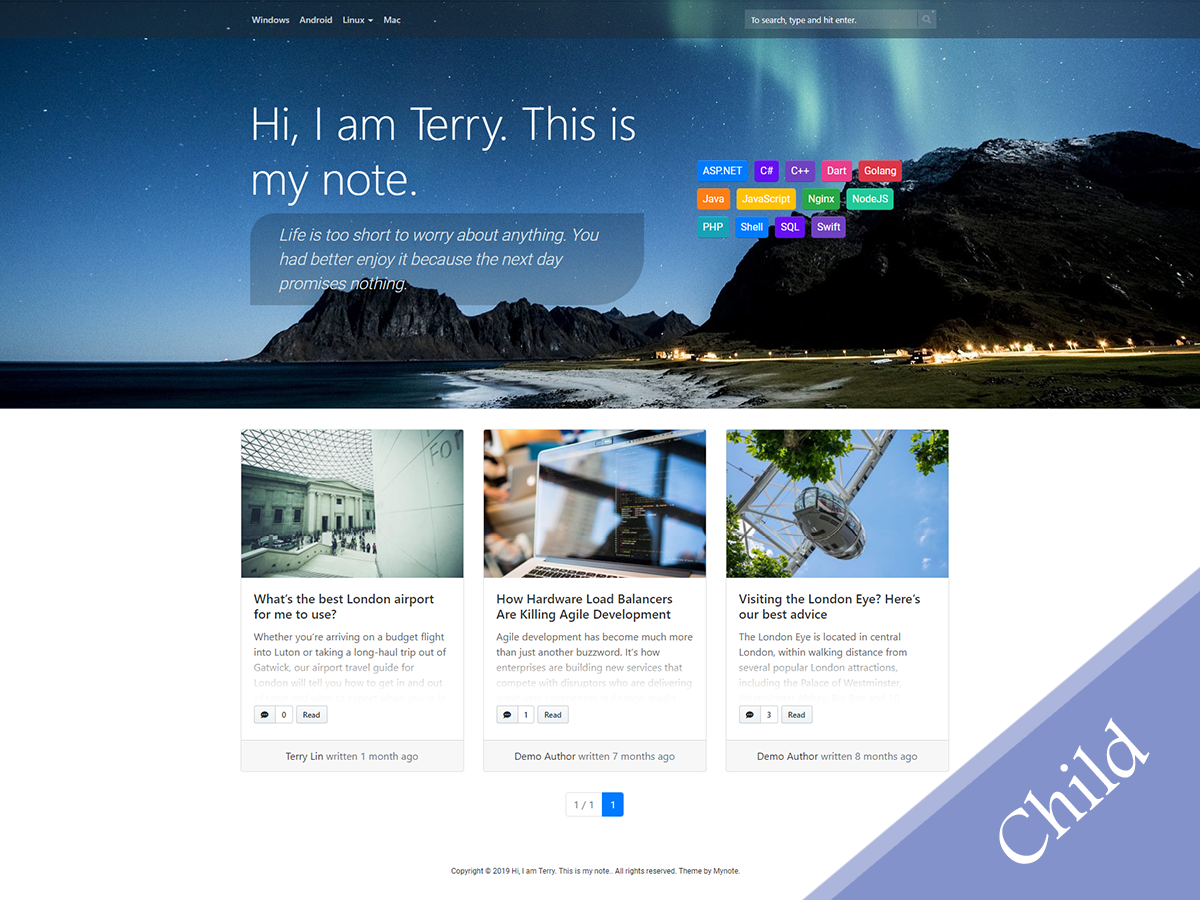 Windows Android Linux Mac
To search, type and hit enter.
Hi, I am Terry. This is
my note.
Life is too short to worry about anything. You
had better enjoy it because the next day
promises nothing.
ASP.NET C# C++ Dart Golang
Java JavaScript Nginx NodeJS
PHP Shell SQL Swift
For
What's the best London airport
for me to use?
Whether you're arriving on a budget flight
into Luton or taking a long-haul trip out of
Gatwick, our airport travel guide for
London will tell you how to get in and out
0 Read
Terry Lin written 1 month ago
How Hardware Load Balancers
Are Killing Agile Development
Agile development has become much more
than just another buzzword. It's how
enterprises are building new services that
compete with disruptors who are delivering
1 Read
Demo Author written 7 months ago
Visiting the London Eye? Here's
our best advice
The London Eye is located in central
London, within walking distance from
several popular London attractions,
including the Palace of Westminster,
3 Read
Demo Author written 8 months ago
1 / 1 1
Copyright © 2019 Hi, I am Terry. This is my note.. All rights reserved. Theme by Mynote.
Child